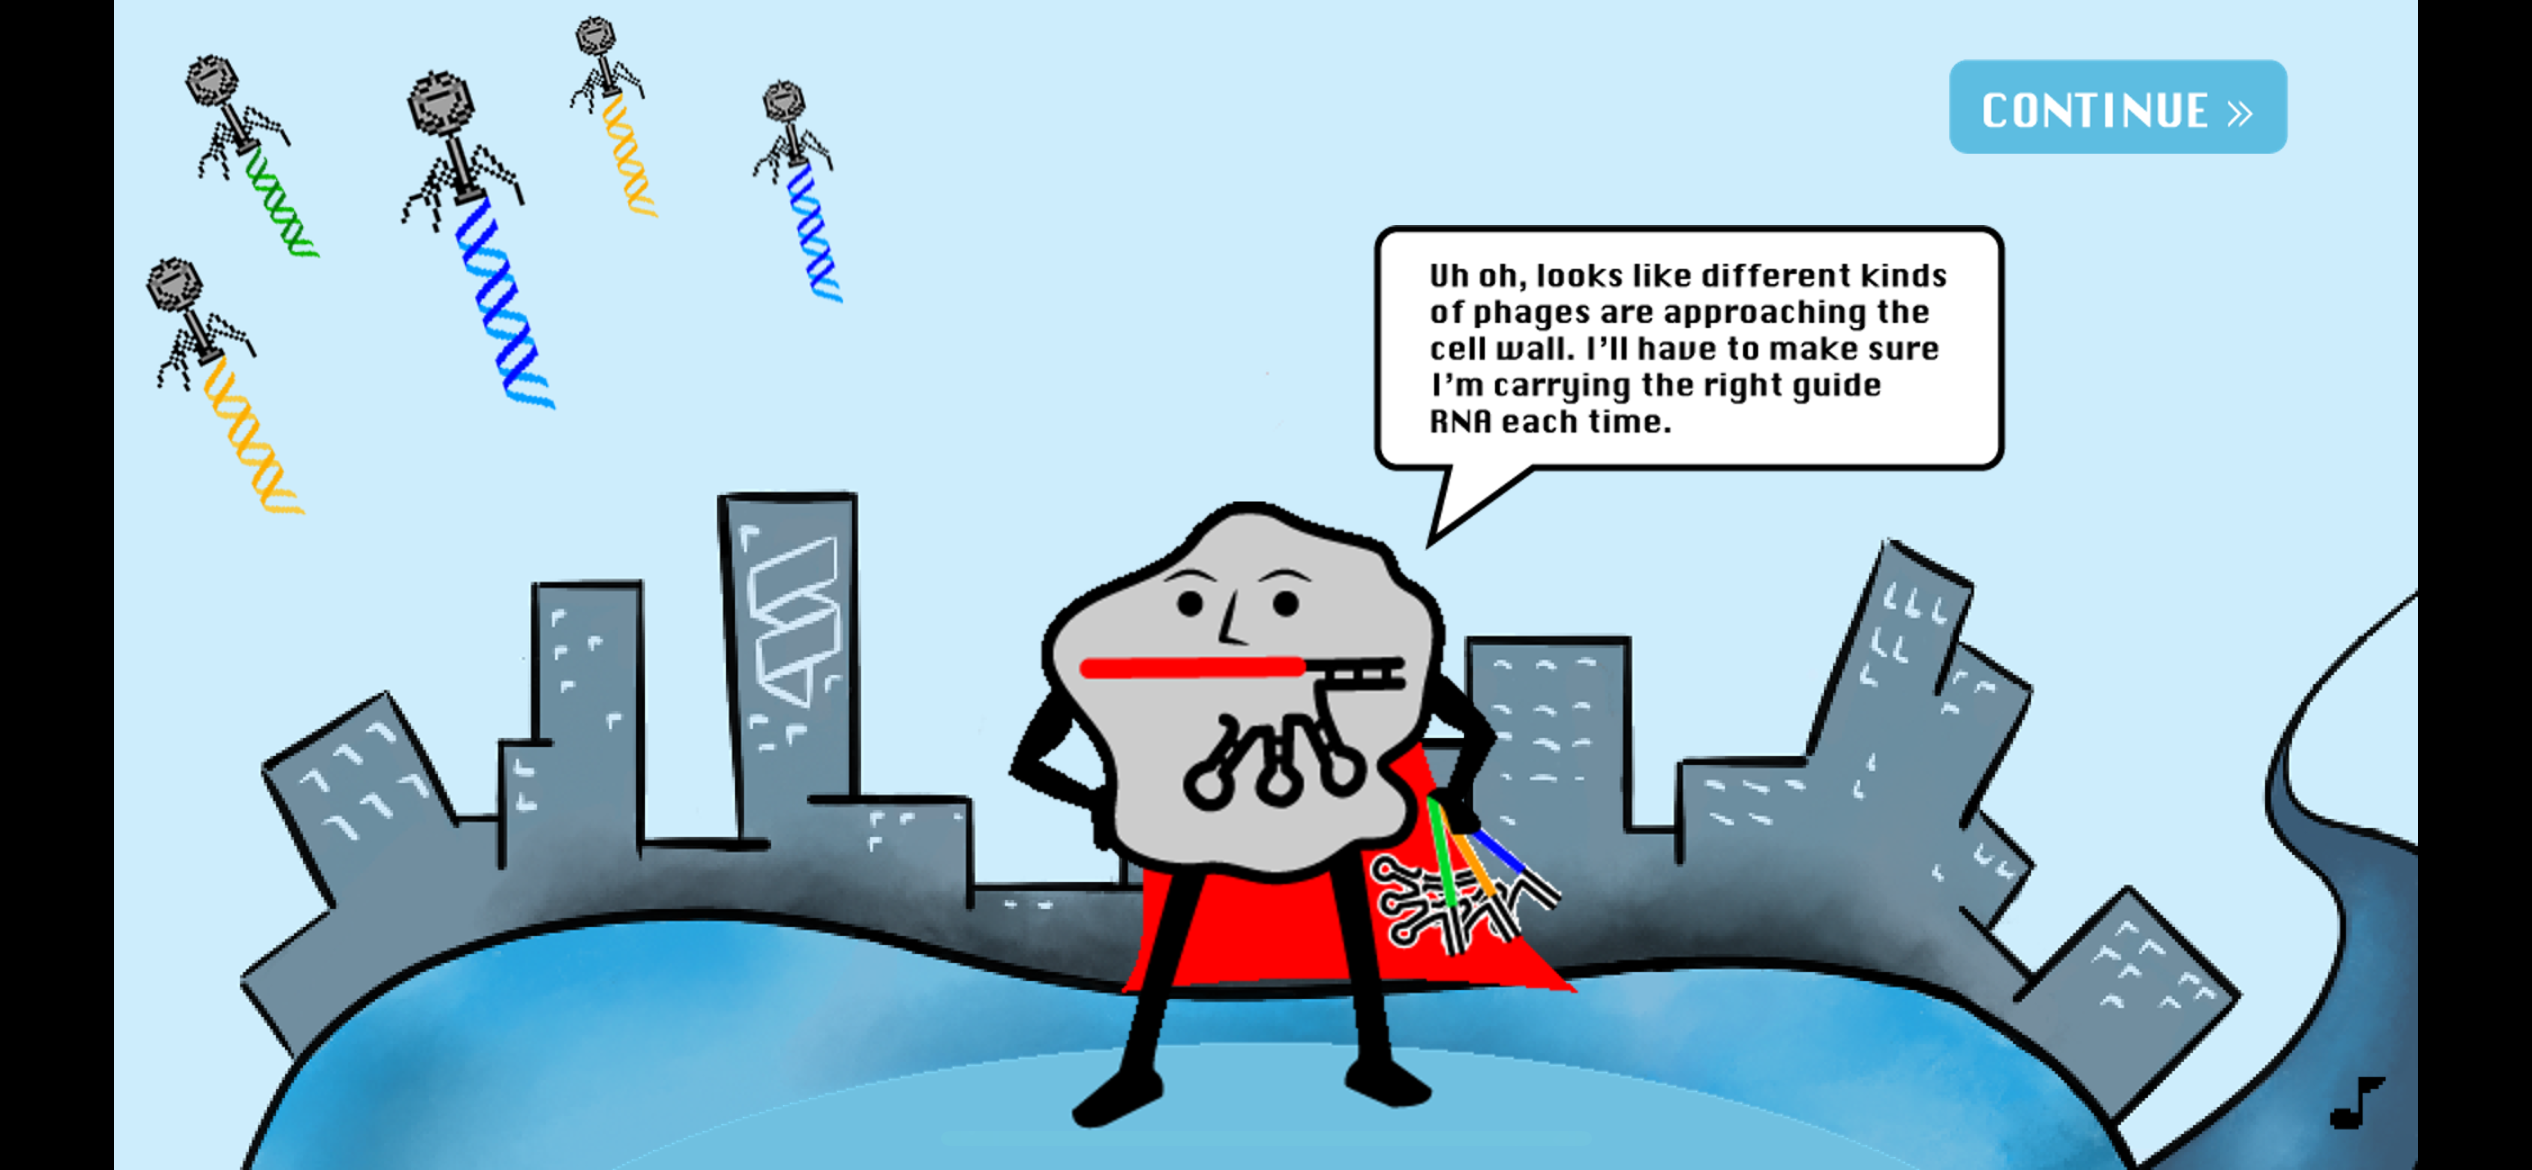 CONTINUE »
Uh oh, looks like different kinds
of phages are approaching the
cell wall. I'll have to make sure
I'm carrying the right guide
RNA each time.